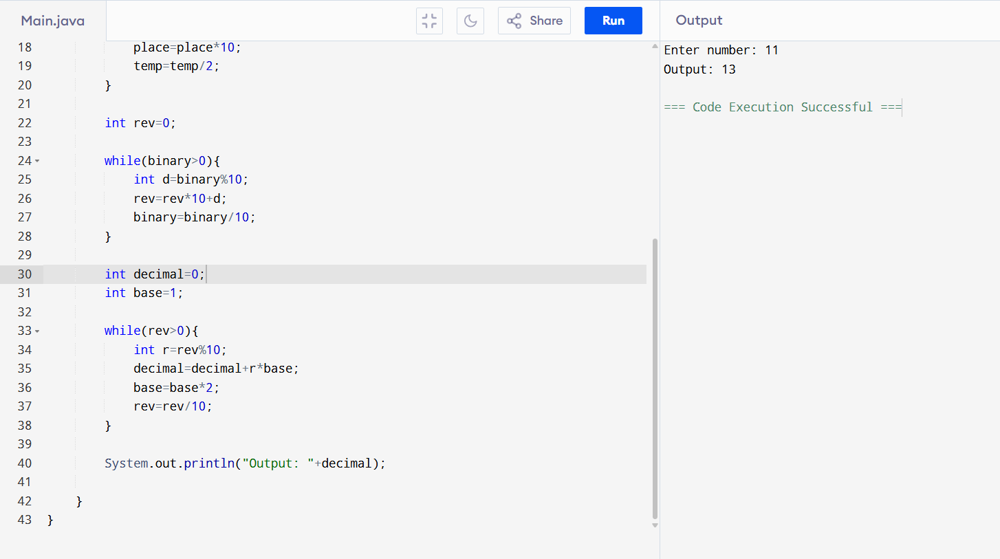 Main.java
Share
Run
Output
18 place=place*10;
19 temp=temp/2;
20 }
21
22 int rev=0;
23
24 while(binary>0){
25 int d=binary%10;
26 rev=rev*10+d;
27 binary=binary/10;
28 }
29
30 int decimal=0;
31 int base=1;
32
33 while(rev>0){
34 int r=rev%10;
35 decimal=decimal+r*base;
36 base=base*2;
37 rev=rev/10;
38 }
39
40 System.out.println("Output: "+decimal);
41
42 }
43 }
Enter number: 11
Output: 13
=== Code Execution Successful ===